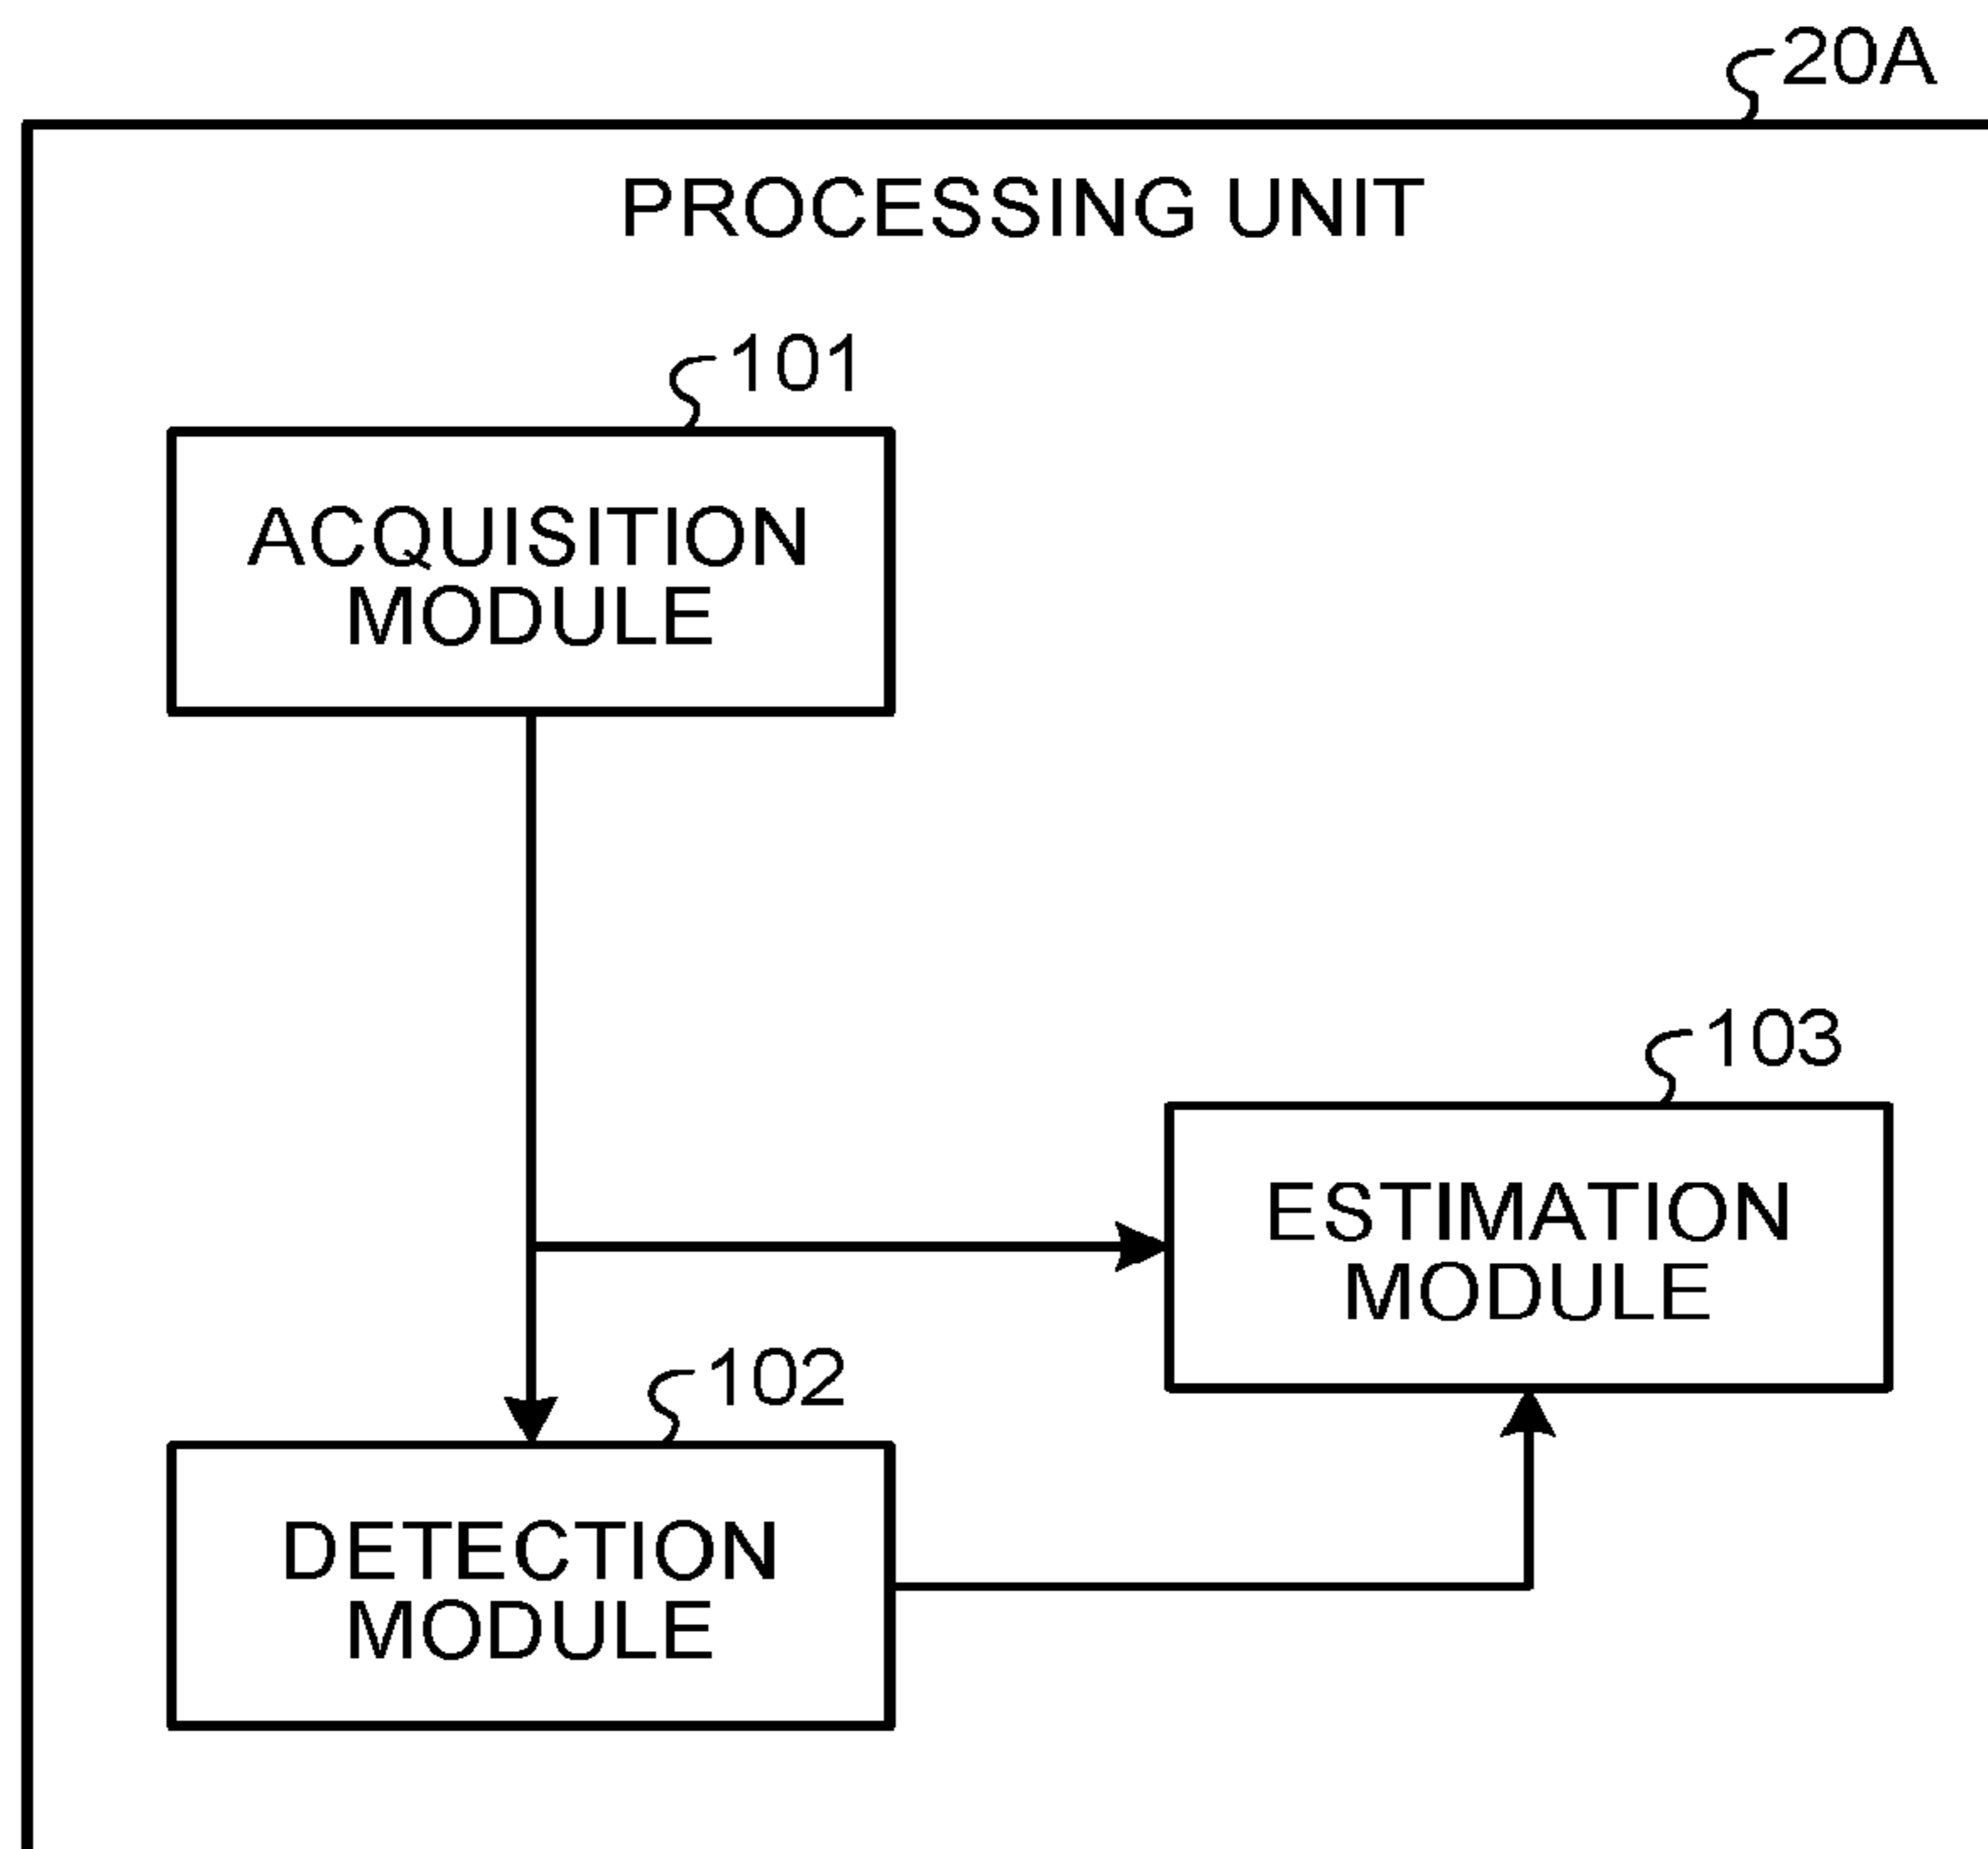 20A
PROCESSING UNIT
101
ACQUISITION
MODULE
103
ESTIMATION
MODULE
102
DETECTION
MODULE